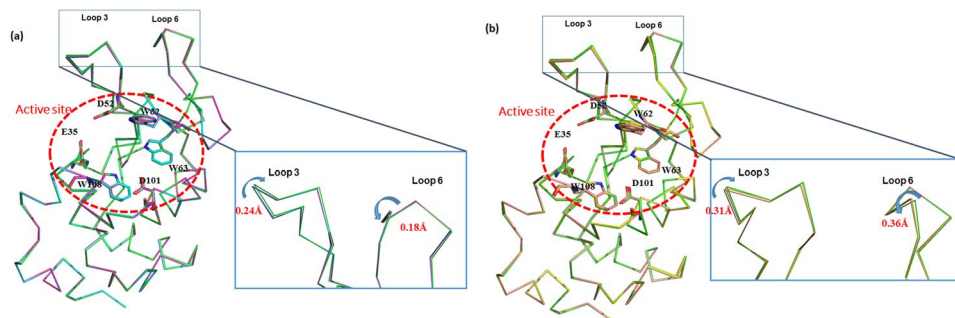 (a)
Loop 3
Loop 6
Active site
D52
W62
E35
W63
W108
D101
Loop 3
Loop 6
0.24Å
0.18Å
(b)
Loop 3
Loop 6
Active site
D52
W62
E35
W63
W108
D101
Loop 3
Loop 6
0.31Å
0.36Å